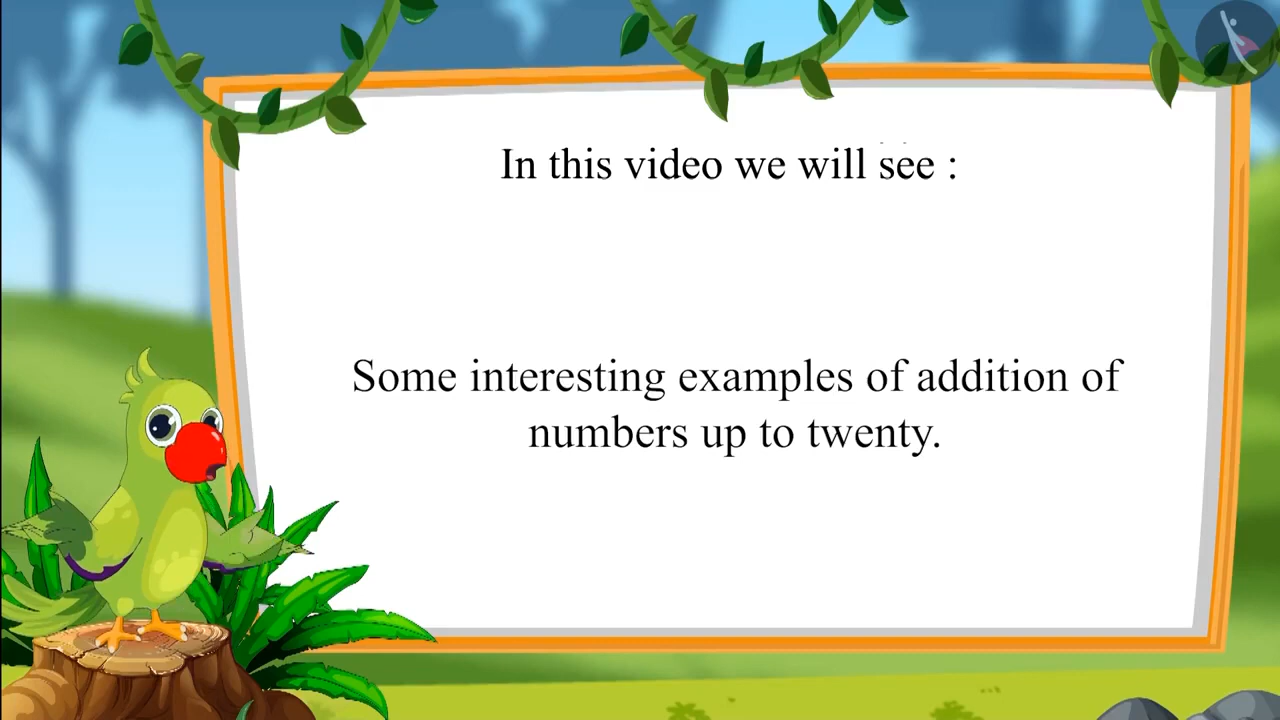 In this video we will see :
Some interesting examples of addition of
numbers up to twenty.